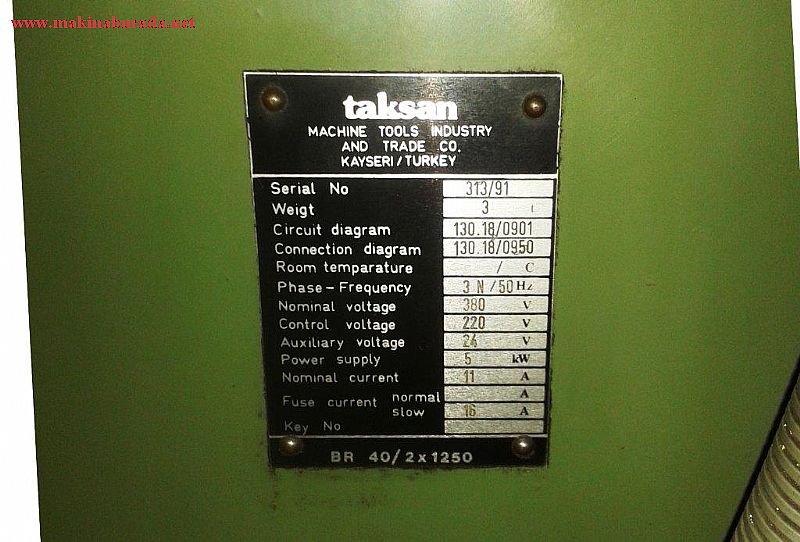 www.makinaburada.net
taksan
MACHINE TOOLS INDUSTRY
AND TRADE CO.
KAYSERI / TURKEY
Serial No 313/91
Weigt 3 t
Circuit diagram 130.18/0901
Connection diagram 130.18/0950
Room temparature / C
Phase - Frequency 3 N / 50 Hz
Nominal voltage 380 V
Control voltage 220 V
Auxiliary voltage 24 V
Power supply 5 kW
Nominal current 11 A
Fuse current normal A
slow 16 A
Key No
BR 40/2x1250